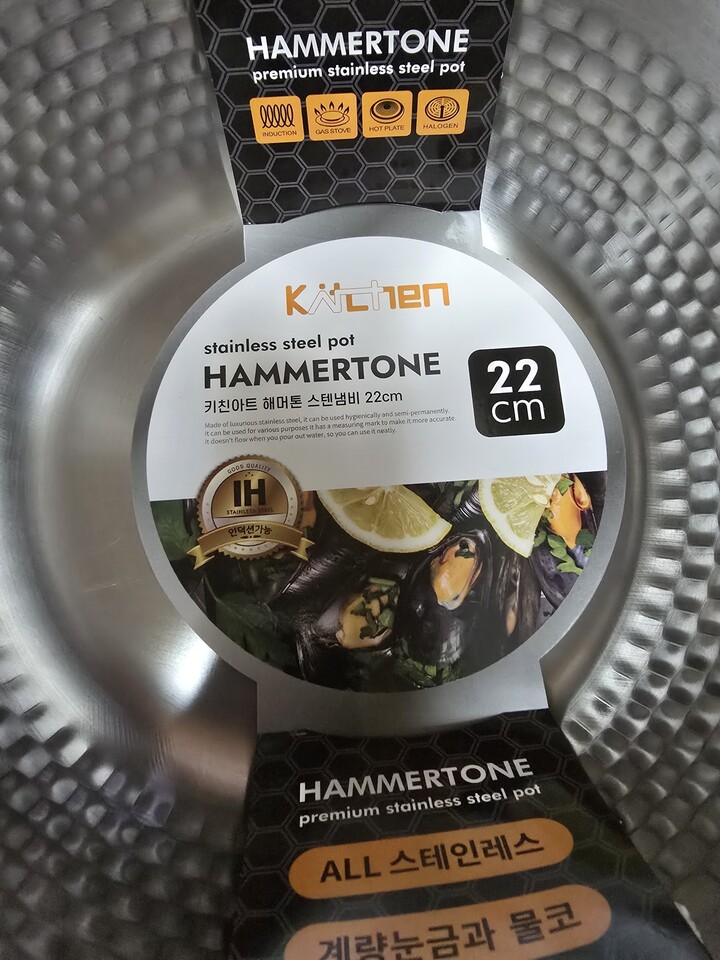 HAMMERTONE
premium stainless steel pot
INDUCTION
GAS STOVE
HOT PLATE
HALOGEN
Kitchen
stainless steel pot
HAMMERTONE
22
cm
키친아트 해머톤 스텐냄비 22cm
Made of luxurious stainless steel, it can be used hygienically and semi-permanently.
It can be used for various purposes it has a measuring mark to make it more accurate.
It doesn't flow when you pour out water, so you can use it neatly.
GOOD QUALITY
IH
STAINLESS STEEL
인덕션가능
HAMMERTONE
premium stainless steel pot
ALL 스테인레스
계량눈금과 물코